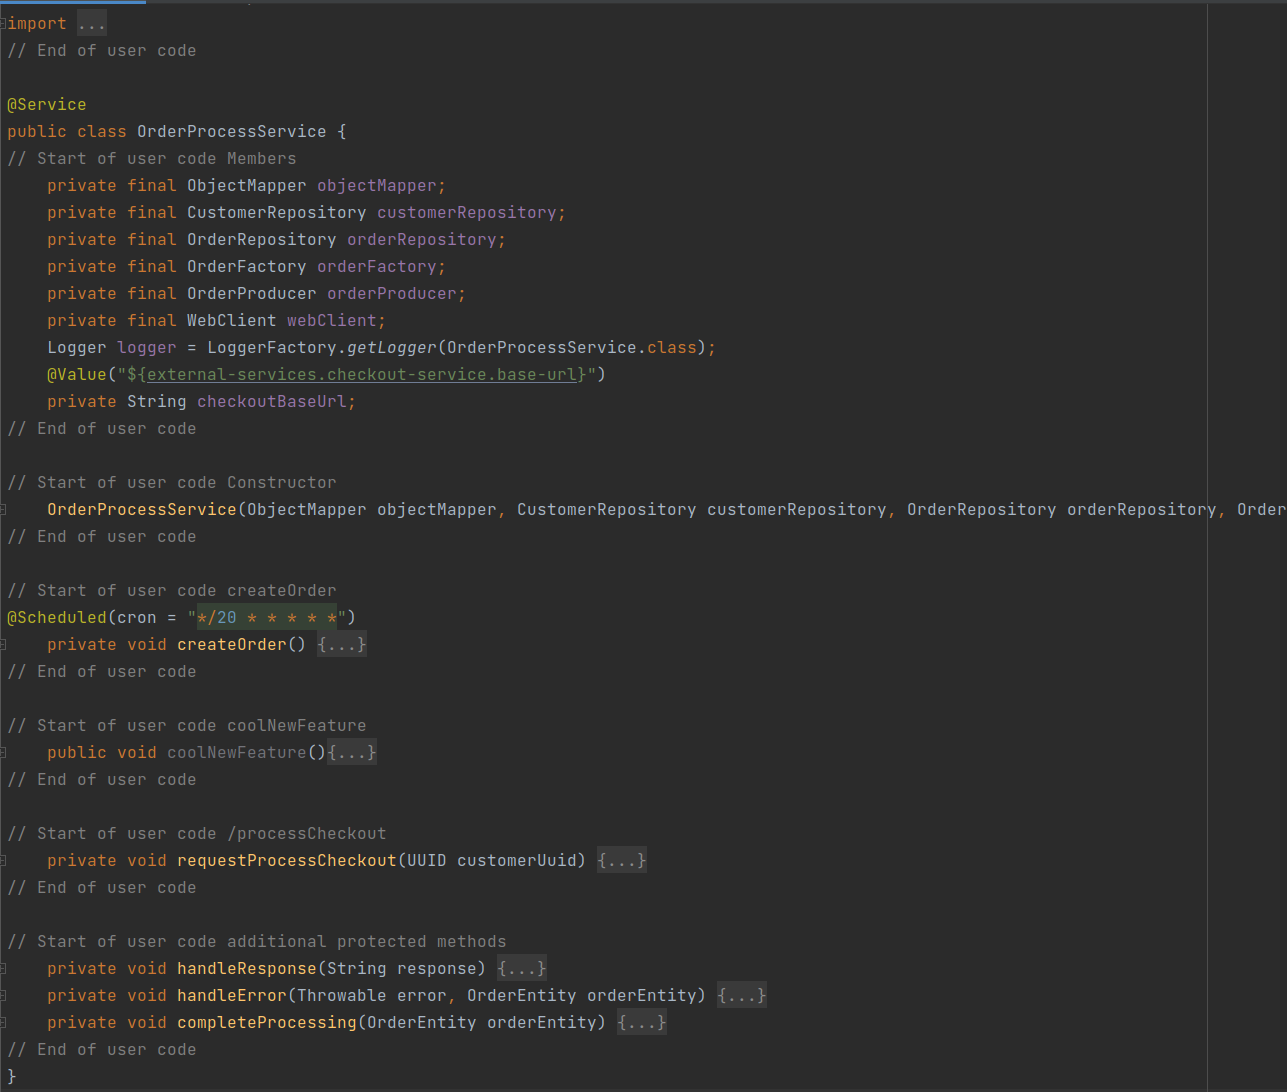 import ...
// End of user code
@Service
public class OrderProcessService {
// Start of user code Members
private final ObjectMapper objectMapper;
private final CustomerRepository customerRepository;
private final OrderRepository orderRepository;
private final OrderFactory orderFactory;
private final OrderProducer orderProducer;
private final WebClient webClient;
Logger logger = LoggerFactory.getLogger(OrderProcessService.class);
@Value("${external-services.checkout-service.base-url}")
private String checkoutBaseUrl;
// End of user code
// Start of user code Constructor
OrderProcessService(ObjectMapper objectMapper, CustomerRepository customerRepository, OrderRepository orderRepository, Order
// End of user code
// Start of user code createOrder
@Scheduled(cron = "*/20 * * * * *")
private void createOrder() {...}
// End of user code
// Start of user code coolNewFeature
public void coolNewFeature(){...}
// End of user code
// Start of user code /processCheckout
private void requestProcessCheckout(UUID customerUuid) {...}
// End of user code
// Start of user code additional protected methods
private void handleResponse(String response) {...}
private void handleError(Throwable error, OrderEntity orderEntity) {...}
private void completeProcessing(OrderEntity orderEntity) {...}
// End of user code
}